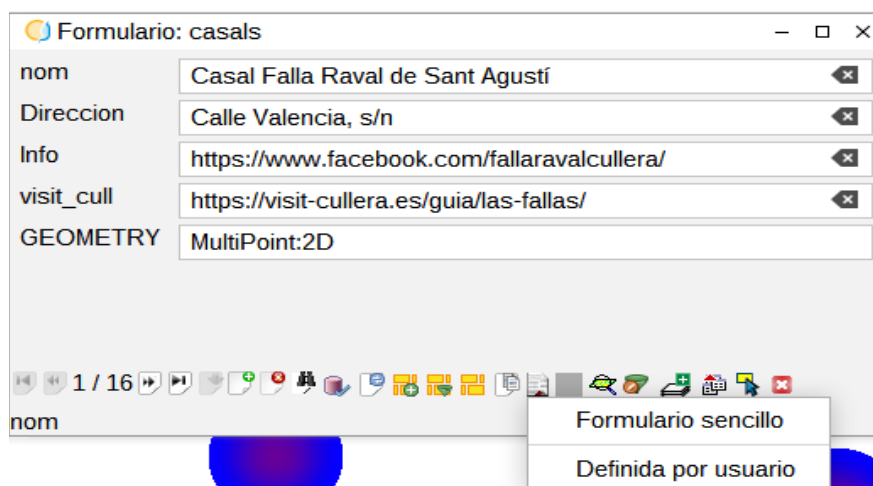 Formulario: casals
nom Casal Falla Raval de Sant Agustí
Direccion Calle Valencia, s/n
Info https://www.facebook.com/fallaravalcullera/
visit_cull https://visit-cullera.es/guia/las-fallas/
GEOMETRY MultiPoint:2D
1 / 16
nom
Formulario sencillo
Definida por usuario